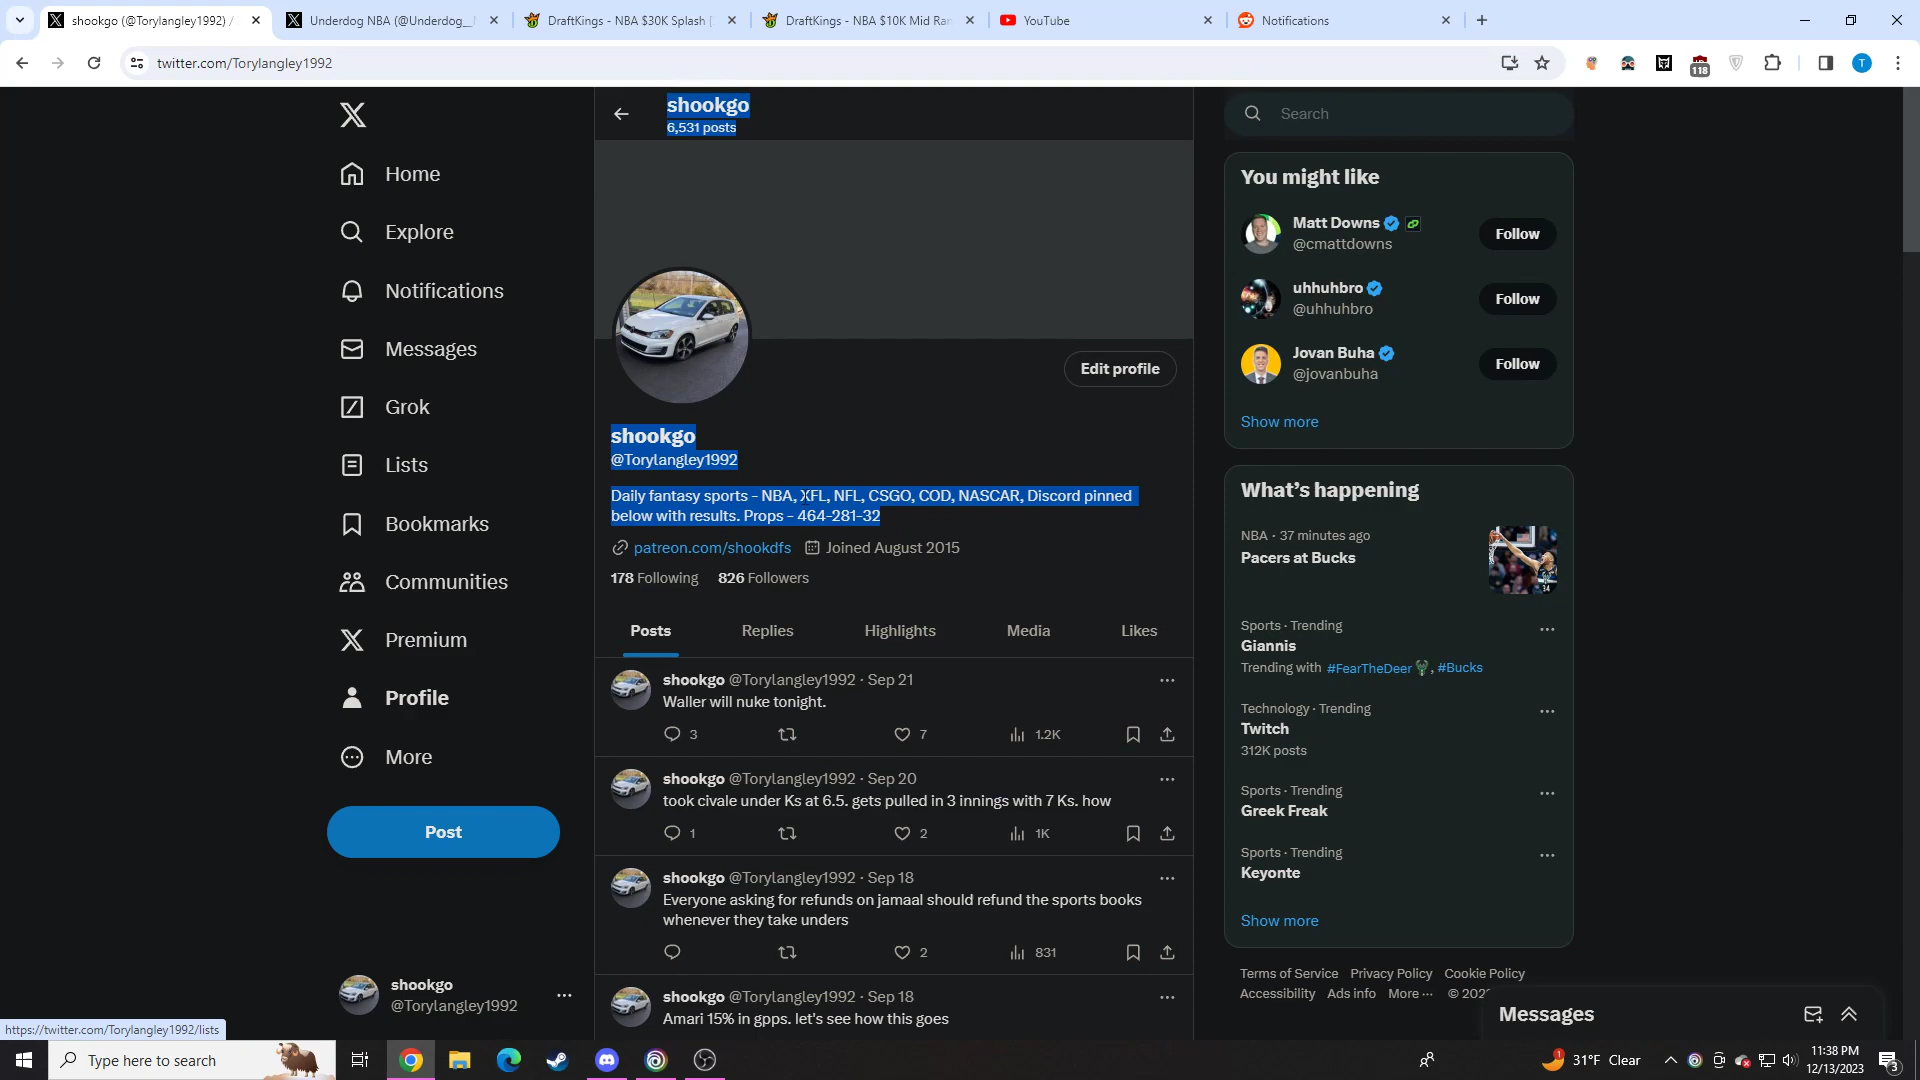 shookgo (@Torylangley1992) /
Underdog NBA (@Underdog__
DraftKings - NBA $30K Splash [
DraftKings - NBA $10K Mid Ran
YouTube
Notifications
twitter.com/Torylangley1992
118
T
Home
Explore
Notifications
Messages
Grok
Lists
Bookmarks
Communities
Premium
Profile
More
Post
shookgo
@Torylangley1992
https://twitter.com/Torylangley1992/lists
shookgo
6,531 posts
Edit profile
shookgo
@Torylangley1992
Daily fantasy sports - NBA, XFL, NFL, CSGO, COD, NASCAR, Discord pinned
below with results. Props - 464-281-32
patreon.com/shookdfs Joined August 2015
178 Following 826 Followers
Posts Replies Highlights Media Likes
shookgo @Torylangley1992 · Sep 21
Waller will nuke tonight.
3 7 1.2K
shookgo @Torylangley1992 · Sep 20
took civale under Ks at 6.5. gets pulled in 3 innings with 7 Ks. how
1 2 1K
shookgo @Torylangley1992 · Sep 18
Everyone asking for refunds on jamaal should refund the sports books
whenever they take unders
2 831
shookgo @Torylangley1992 · Sep 18
Amari 15% in gpps. let's see how this goes
Search
You might like
Matt Downs
@cmattdowns
Follow
uhhuhbro
@uhhuhbro
Follow
Jovan Buha
@jovanbuha
Follow
Show more
What's happening
NBA · 37 minutes ago
Pacers at Bucks
34
Sports · Trending
Giannis
Trending with #FearTheDeer, #Bucks
Technology · Trending
Twitch
312K posts
Sports · Trending
Greek Freak
Sports · Trending
Keyonte
Show more
Terms of Service Privacy Policy Cookie Policy
Accessibility Ads info More ··· ©
Messages
Type here to search
1
31°F Clear
11:38 PM
12/13/2023
3